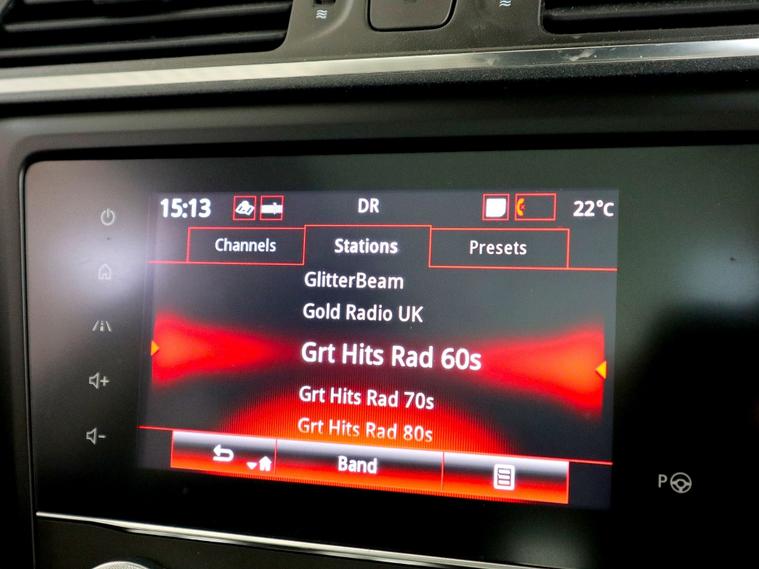 15:13 DR 22°C
Channels Stations Presets
GlitterBeam
Gold Radio UK
Grt Hits Rad 60s
Grt Hits Rad 70s
Grt Hits Rad 80s
Band
P